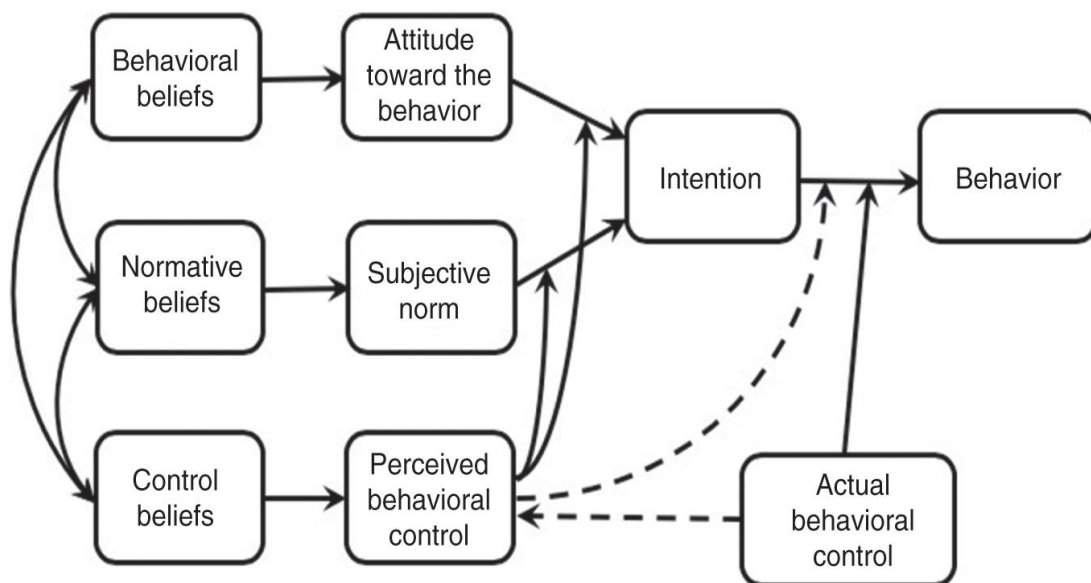 Behavioral
beliefs
Attitude
toward the
behavior
Intention
Behavior
Normative
beliefs
Subjective
norm
Control
beliefs
Perceived
behavioral
control
Actual
behavioral
control